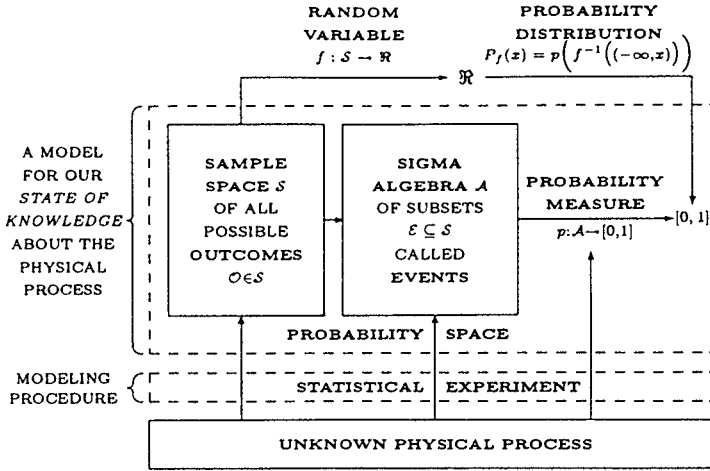 RANDOM
VARIABLE
f : S → ℜ
PROBABILITY
DISTRIBUTION
P_f(x) = p(f⁻¹((−∞,x)))
ℜ
A MODEL
FOR OUR
STATE OF
KNOWLEDGE
ABOUT THE
PHYSICAL
PROCESS
SAMPLE
SPACE S
OF ALL
POSSIBLE
OUTCOMES
O∈S
SIGMA
ALGEBRA A
OF SUBSETS
E ⊆ S
CALLED
EVENTS
PROBABILITY
MEASURE
p:A→[0,1]
[0, 1]
PROBABILITY SPACE
MODELING
PROCEDURE
STATISTICAL EXPERIMENT
UNKNOWN PHYSICAL PROCESS